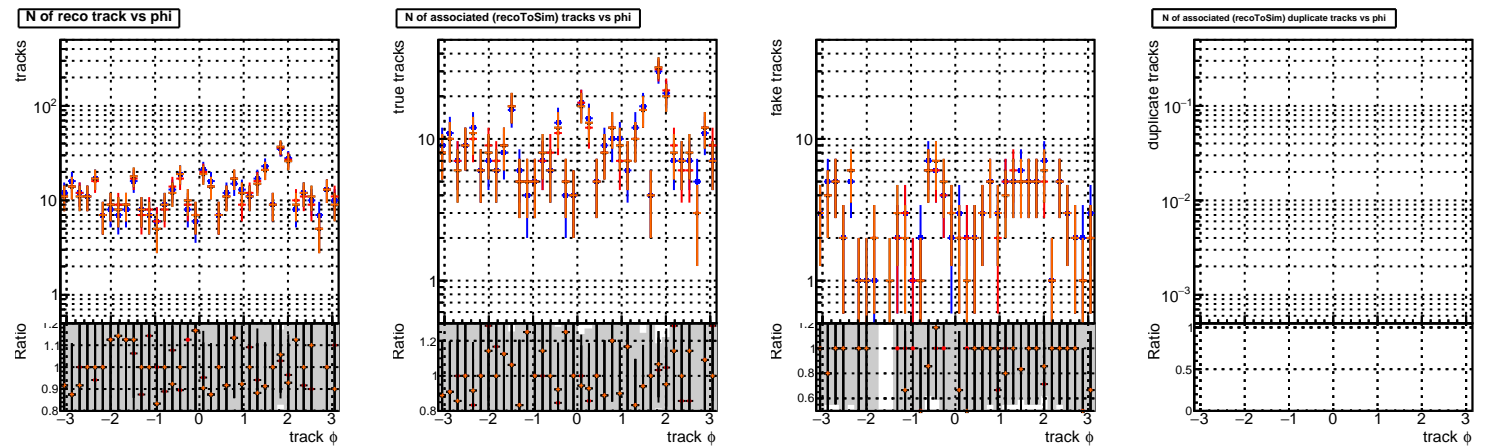 N of reco track vs phi
N of associated (recoToSim) tracks vs phi
N of associated (recoToSim) duplicate tracks vs phi
tracks
10²
10
1
Ratio
1.2
1.1
1
0.9
0.8
−3 −2 −1 0 1 2 3
track ϕ
true tracks
10
1
Ratio
1.2
1
0.8
−3 −2 −1 0 1 2 3
track ϕ
fake tracks
10
1
Ratio
1.2
1
0.8
0.6
−3 −2 −1 0 1 2 3
track ϕ
duplicate tracks
10⁻¹
10⁻²
10⁻³
Ratio
1
0.5
0
−3 −2 −1 0 1 2 3
track ϕ